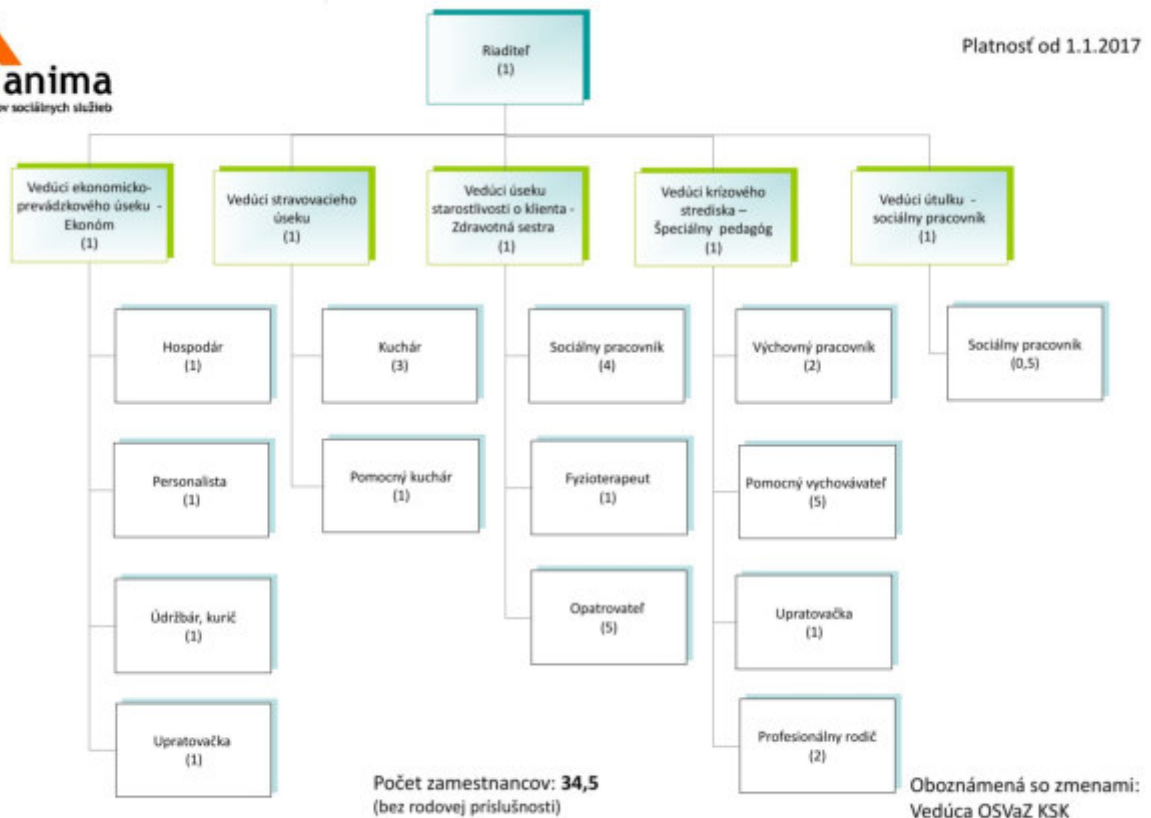 anima
ov sociálnych služieb
Platnosť od 1.1.2017
Riaditeľ
(1)
Vedúci ekonomicko-
prevádzkového úseku -
Ekonóm
(1)
Vedúci stravovacieho
úseku
(1)
Vedúci úseku
starostlivosti o klienta -
Zdravotná sestra
(1)
Vedúci krízového
strediska –
Špeciálny pedagóg
(1)
Vedúci útulku -
sociálny pracovník
(1)
Hospodár
(1)
Kuchár
(3)
Sociálny pracovník
(4)
Výchovný pracovník
(2)
Sociálny pracovník
(0,5)
Personalista
(1)
Pomocný kuchár
(1)
Fyzioterapeut
(1)
Pomocný vychovávateľ
(5)
Údržbár, kurič
(1)
Opatrovateľ
(5)
Upratovačka
(1)
Upratovačka
(1)
Profesionálny rodič
(2)
Počet zamestnancov: 34,5
(bez rodovej príslušnosti)
Oboznámená so zmenami:
Vedúca OSVaZ KSK